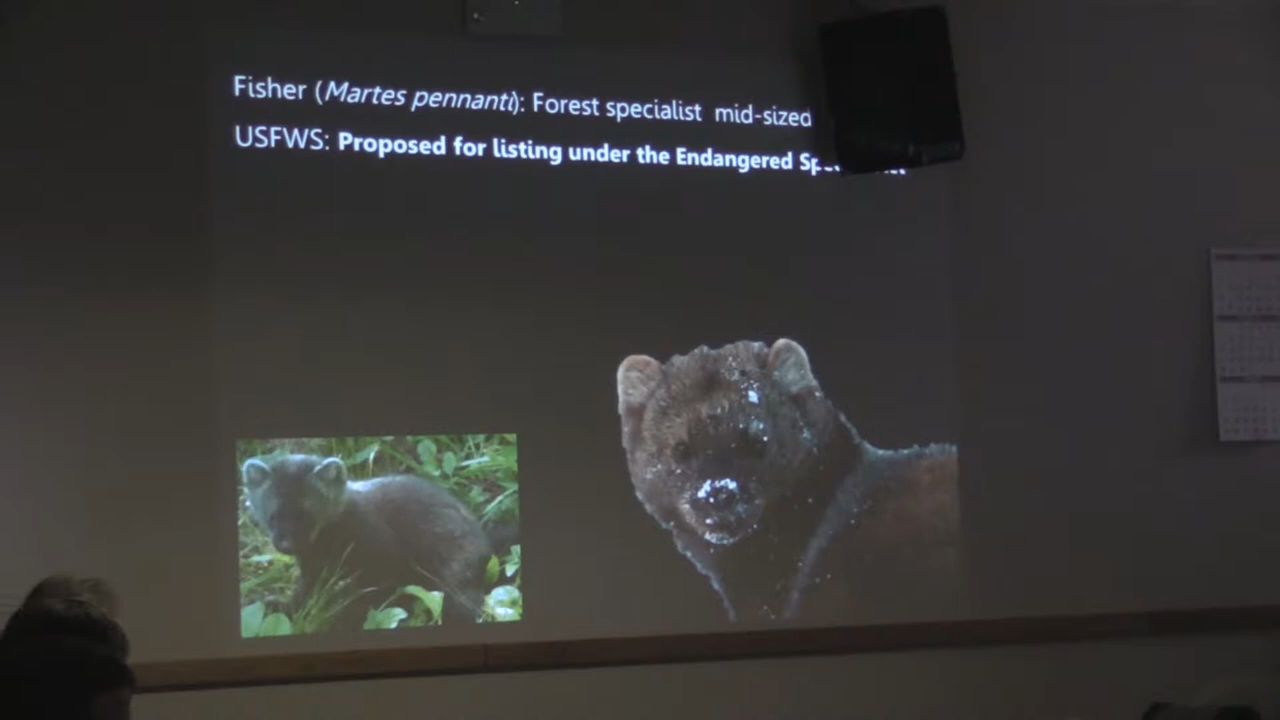 Fisher (Martes pennanti): Forest specialist mid-sized
USFWS: Proposed for listing under the Endangered